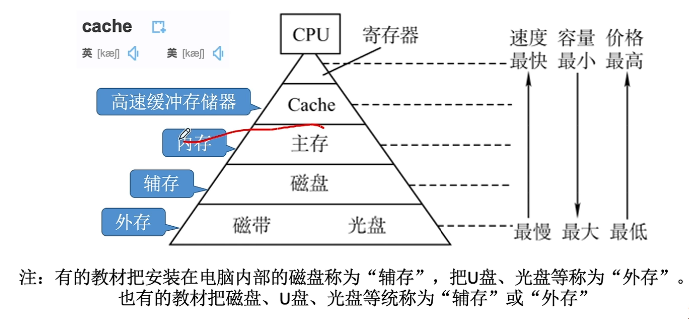 cache
英 [kæʃ] 美 [kæʃ]
CPU
寄存器
速度 容量 价格
最快 最小 最高
高速缓冲存储器
Cache
内存
主存
辅存
磁盘
外存
磁带 光盘
最慢 最大 最低
注：有的教材把安装在电脑内部的磁盘称为“辅存”，把U盘、光盘等称为“外存”。
也有的教材把磁盘、U盘、光盘等统称为“辅存”或“外存”